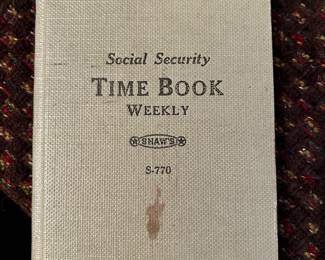 Social Security
TIME BOOK
WEEKLY
SHAW'S
S-770